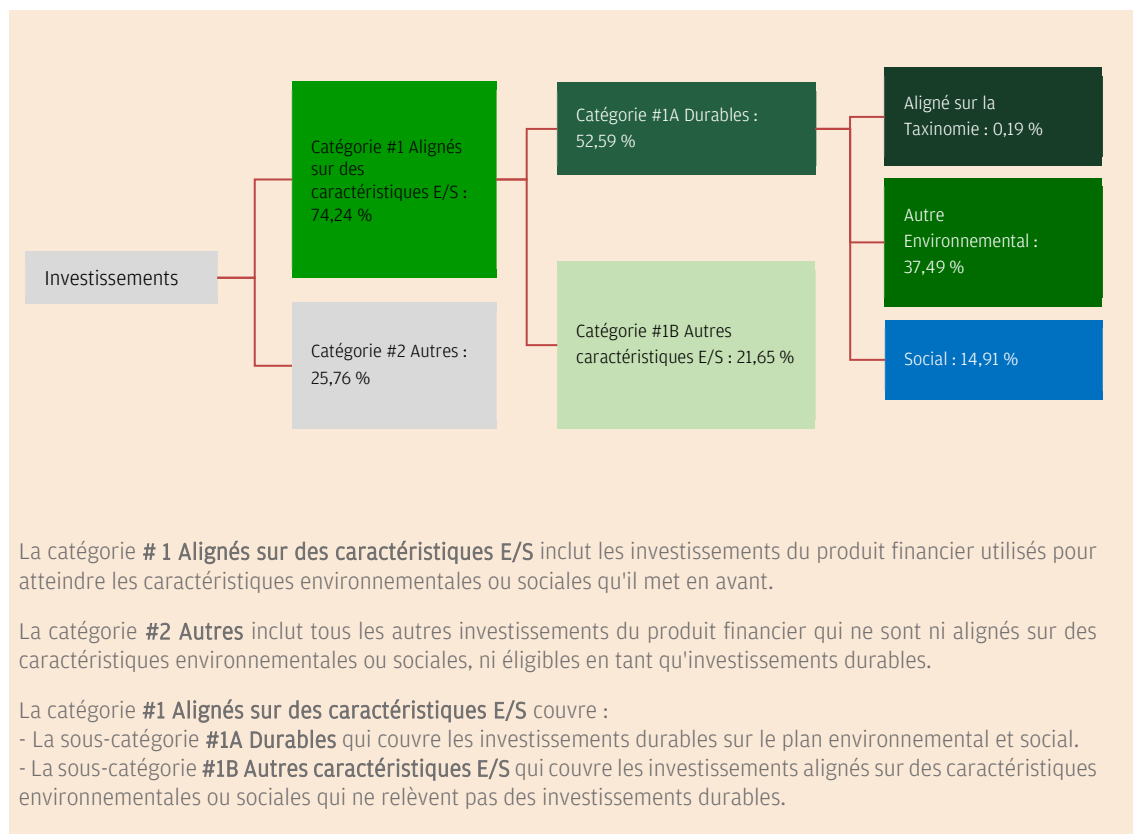 Investissements
Catégorie #1 Alignés
sur des
caractéristiques E/S :
74,24 %
Catégorie #2 Autres :
25,76 %
Catégorie #1A Durables :
52,59 %
Catégorie #1B Autres
caractéristiques E/S : 21,65 %
Aligné sur la
Taxinomie : 0,19 %
Autre
Environnemental :
37,49 %
Social : 14,91 %
La catégorie # 1 Alignés sur des caractéristiques E/S inclut les investissements du produit financier utilisés pour
atteindre les caractéristiques environnementales ou sociales qu'il met en avant.
La catégorie #2 Autres inclut tous les autres investissements du produit financier qui ne sont ni alignés sur des
caractéristiques environnementales ou sociales, ni éligibles en tant qu'investissements durables.
La catégorie #1 Alignés sur des caractéristiques E/S couvre :
- La sous-catégorie #1A Durables qui couvre les investissements durables sur le plan environnemental et social.
- La sous-catégorie #1B Autres caractéristiques E/S qui couvre les investissements alignés sur des caractéristiques
environnementales ou sociales qui ne relèvent pas des investissements durables.